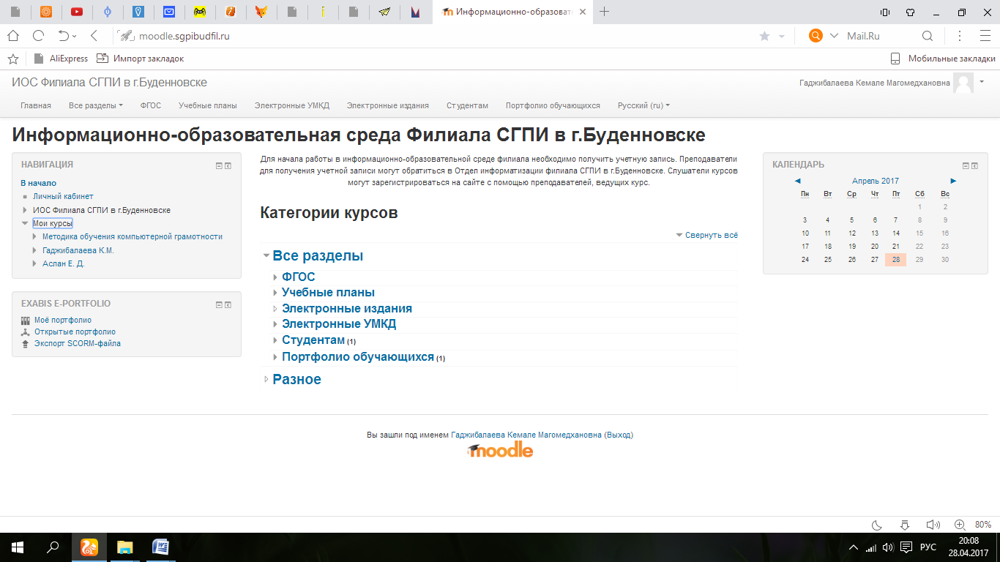 Информационно-образоват
moodle.sgpibudfil.ru
Mail.Ru
AliExpress
Импорт закладок
Мобильные закладки
ИОС Филиала СГПИ в г.Буденновске
Гаджибалаева Кемале Магомедхановна
Главная Все разделы ФГОС Учебные планы Электронные УМКД Электронные издания Студентам Портфолио обучающихся Русский (ru)
Информационно-образовательная среда Филиала СГПИ в г.Буденновске
НАВИГАЦИЯ
В начало
Личный кабинет
ИОС Филиала СГПИ в г.Буденновске
Мои курсы
Методика обучения компьютерной грамотности
Гаджибалаева К.М.
Аслан Е. Д.
EXABIS E-PORTFOLIO
Моё портфолио
Открытые портфолио
Экспорт SCORM-файла
Для начала работы в информационно-образовательной среде филиала необходимо получить учетную запись. Преподаватели
для получения учетной записи могут обратиться в Отдел информатизации филиала СГПИ в г.Буденновске. Слушатели курсов
могут зарегистрироваться на сайте с помощью преподавателей, ведущих курс.
Категории курсов
Свернуть всё
Все разделы
ФГОС
Учебные планы
Электронные издания
Электронные УМКД
Студентам (1)
Портфолио обучающихся (1)
Разное
КАЛЕНДАРЬ
Апрель 2017
Пн Вт Ср Чт Пт Сб Вс
1 2
3 4 5 6 7 8 9
10 11 12 13 14 15 16
17 18 19 20 21 22 23
24 25 26 27 28 29 30
Вы зашли под именем Гаджибалаева Кемале Магомедхановна (Выход)
moodle
80%
РУС
20:08
28.04.2017